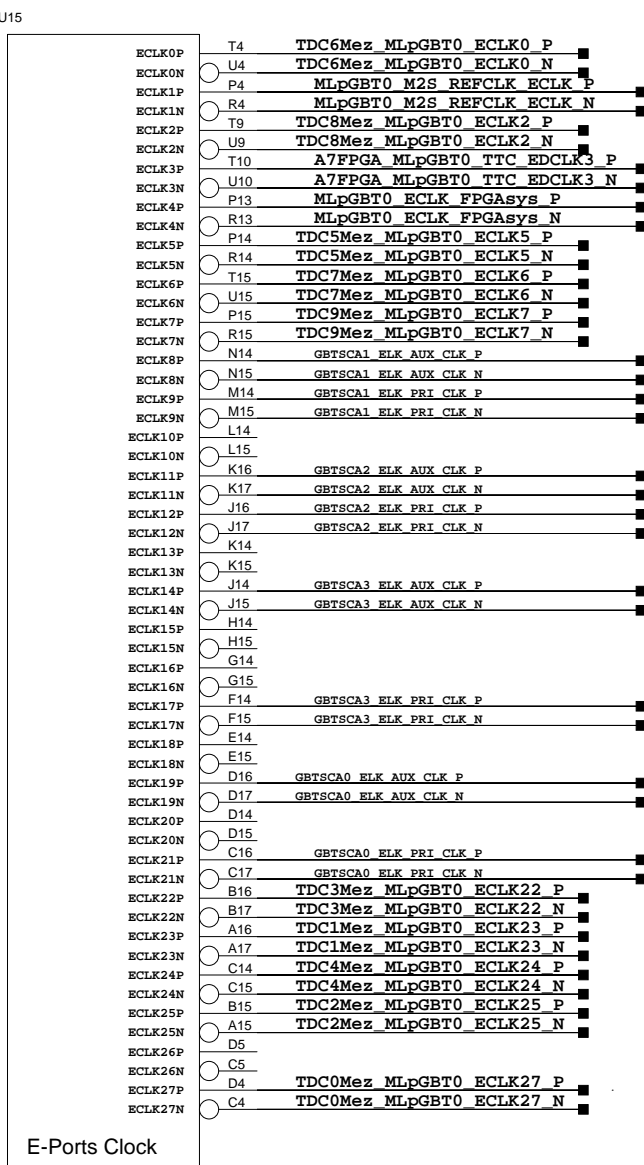 U15
ECLK0P T4 TDC6Mez_MLpGBT0_ECLK0_P
ECLK0N U4 TDC6Mez_MLpGBT0_ECLK0_N
ECLK1P P4 MLpGBT0_M2S_REFCLK_ECLK_P
ECLK1N R4 MLpGBT0_M2S_REFCLK_ECLK_N
ECLK2P T9 TDC8Mez_MLpGBT0_ECLK2_P
ECLK2N U9 TDC8Mez_MLpGBT0_ECLK2_N
ECLK3P T10 A7FPGA_MLpGBT0_TTC_EDCLK3_P
ECLK3N U10 A7FPGA_MLpGBT0_TTC_EDCLK3_N
ECLK4P P13 MLpGBT0_ECLK_FPGAsys_P
ECLK4N R13 MLpGBT0_ECLK_FPGAsys_N
ECLK5P P14 TDC5Mez_MLpGBT0_ECLK5_P
ECLK5N R14 TDC5Mez_MLpGBT0_ECLK5_N
ECLK6P T15 TDC7Mez_MLpGBT0_ECLK6_P
ECLK6N U15 TDC7Mez_MLpGBT0_ECLK6_N
ECLK7P P15 TDC9Mez_MLpGBT0_ECLK7_P
ECLK7N R15 TDC9Mez_MLpGBT0_ECLK7_N
ECLK8P N14 GBTSCA1_ELK_AUX_CLK_P
ECLK8N N15 GBTSCA1_ELK_AUX_CLK_N
ECLK9P M14 GBTSCA1_ELK_PRI_CLK_P
ECLK9N M15 GBTSCA1_ELK_PRI_CLK_N
ECLK10P L14
ECLK10N L15
ECLK11P K16 GBTSCA2_ELK_AUX_CLK_P
ECLK11N K17 GBTSCA2_ELK_AUX_CLK_N
ECLK12P J16 GBTSCA2_ELK_PRI_CLK_P
ECLK12N J17 GBTSCA2_ELK_PRI_CLK_N
ECLK13P K14
ECLK13N K15
ECLK14P J14 GBTSCA3_ELK_AUX_CLK_P
ECLK14N J15 GBTSCA3_ELK_AUX_CLK_N
ECLK15P H14
ECLK15N H15
ECLK16P G14
ECLK16N G15
ECLK17P F14 GBTSCA3_ELK_PRI_CLK_P
ECLK17N F15 GBTSCA3_ELK_PRI_CLK_N
ECLK18P E14
ECLK18N E15
ECLK19P D16 GBTSCA0_ELK_AUX_CLK_P
ECLK19N D17 GBTSCA0_ELK_AUX_CLK_N
ECLK20P D14
ECLK20N D15
ECLK21P C16 GBTSCA0_ELK_PRI_CLK_P
ECLK21N C17 GBTSCA0_ELK_PRI_CLK_N
ECLK22P B16 TDC3Mez_MLpGBT0_ECLK22_P
ECLK22N B17 TDC3Mez_MLpGBT0_ECLK22_N
ECLK23P A16 TDC1Mez_MLpGBT0_ECLK23_P
ECLK23N A17 TDC1Mez_MLpGBT0_ECLK23_N
ECLK24P C14 TDC4Mez_MLpGBT0_ECLK24_P
ECLK24N C15 TDC4Mez_MLpGBT0_ECLK24_N
ECLK25P B15 TDC2Mez_MLpGBT0_ECLK25_P
ECLK25N A15 TDC2Mez_MLpGBT0_ECLK25_N
ECLK26P D5
ECLK26N C5
ECLK27P D4 TDC0Mez_MLpGBT0_ECLK27_P
ECLK27N C4 TDC0Mez_MLpGBT0_ECLK27_N
E-Ports Clock